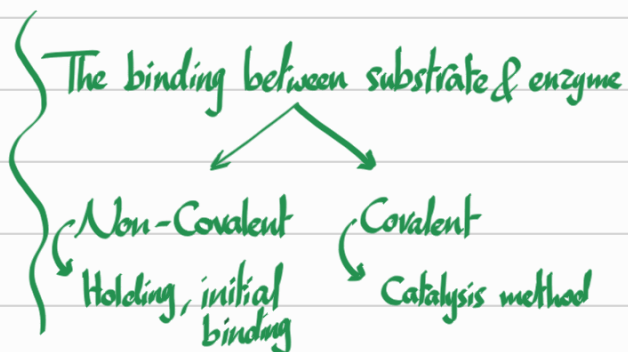 The binding between substrate & enzyme
Non-Covalent
Covalent
Holding, initial
binding
Catalysis method